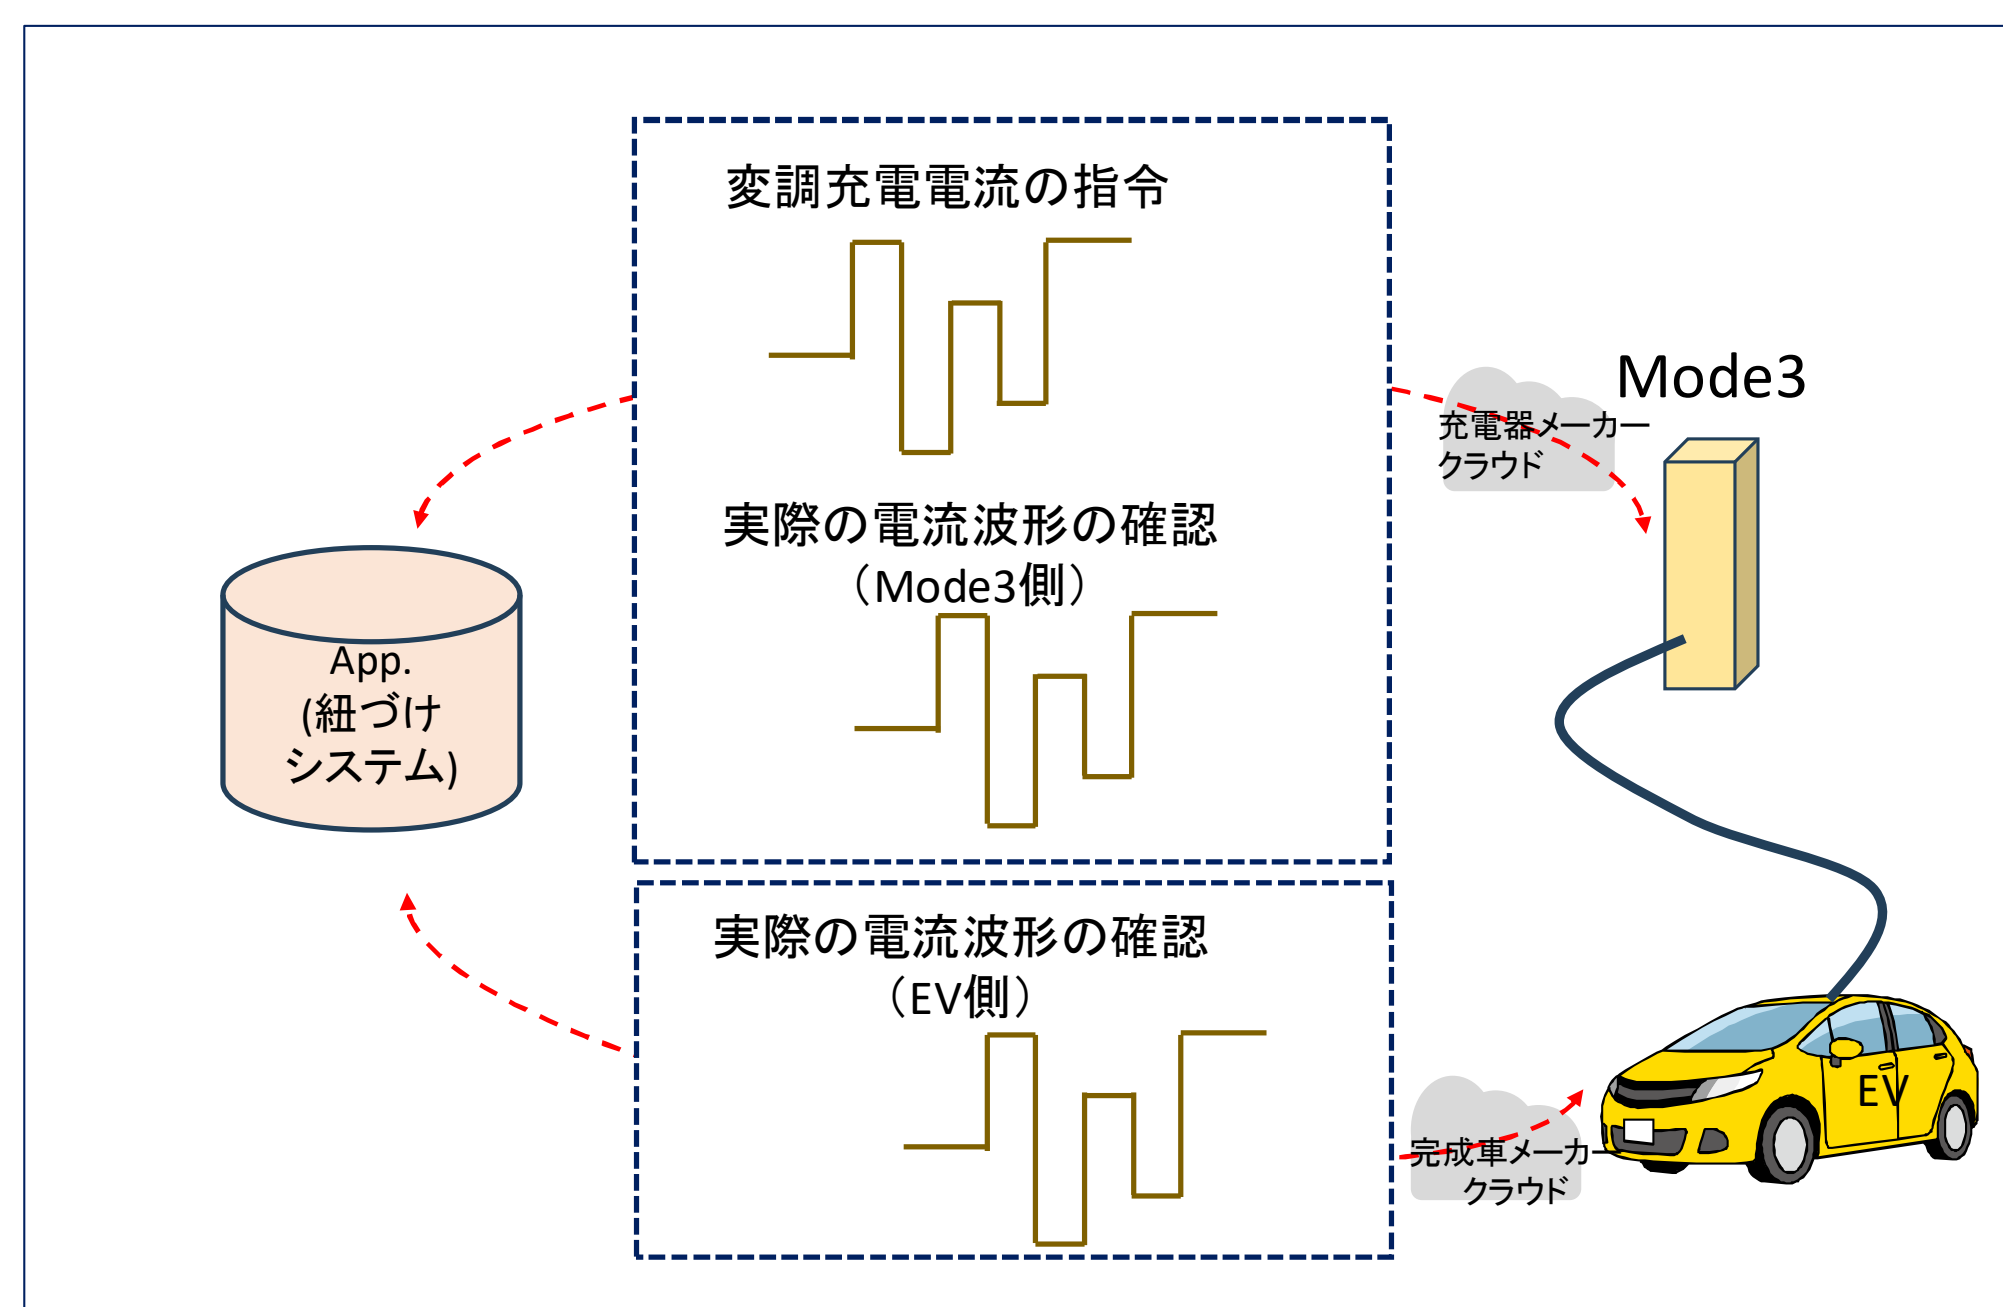 変調充電電流の指令
Mode3
充電器メーカー
クラウド
実際の電流波形の確認
（Mode3側）
App.
(紐づけ
システム)
実際の電流波形の確認
（EV側）
EV
完成車メーカー
クラウド